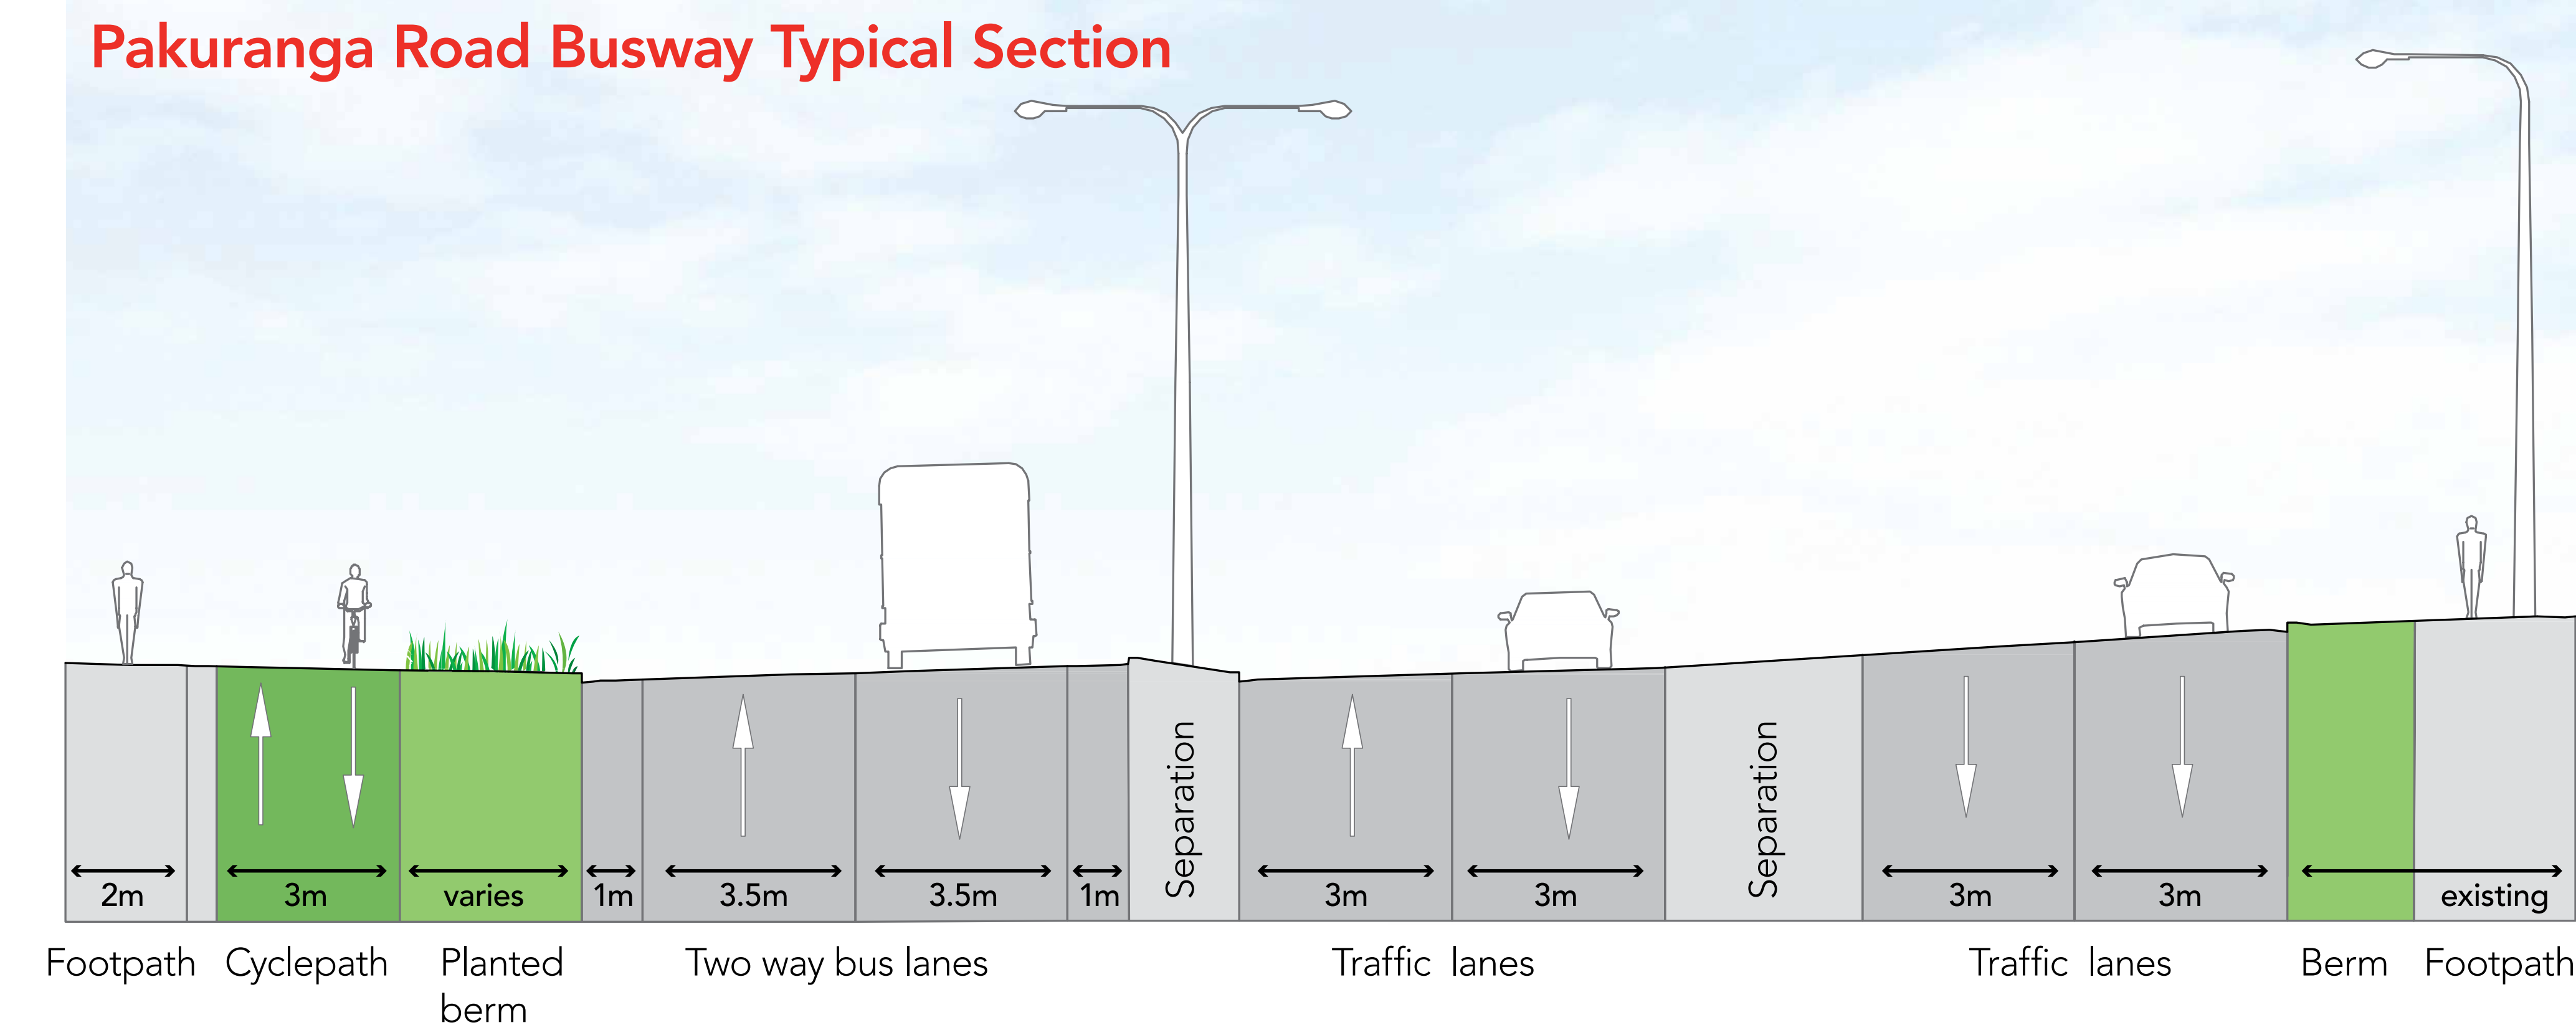 Pakuranga Road Busway Typical Section
Separation
Separation
2m
3m
varies
1m
3.5m
3.5m
1m
3m
3m
3m
3m
existing
Footpath
Cyclepath
Planted
berm
Two way bus lanes
Traffic lanes
Traffic lanes
Berm
Footpath